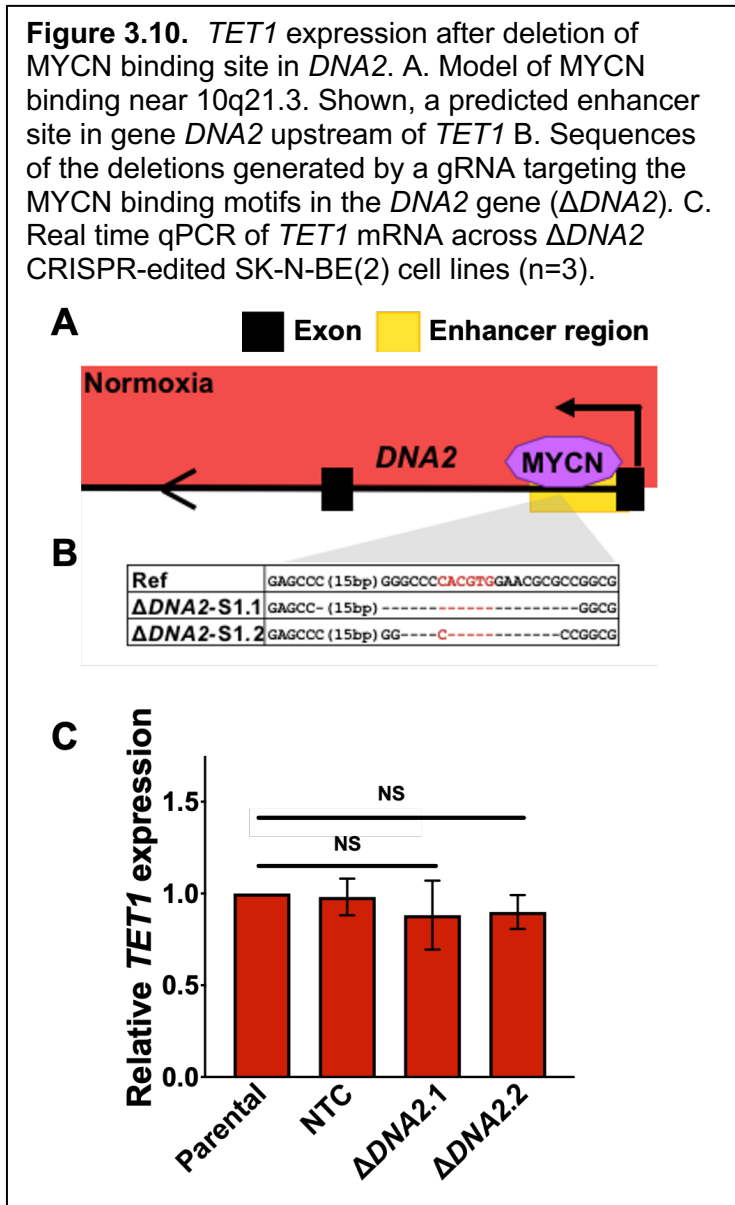 Figure 3.10. TET1 expression after deletion of
MYCN binding site in DNA2. A. Model of MYCN
binding near 10q21.3. Shown, a predicted enhancer
site in gene DNA2 upstream of TET1 B. Sequences
of the deletions generated by a gRNA targeting the
MYCN binding motifs in the DNA2 gene (ΔDNA2). C.
Real time qPCR of TET1 mRNA across ΔDNA2
CRISPR-edited SK-N-BE(2) cell lines (n=3).
A
Exon Enhancer region
Normoxia
DNA2 MYCN
B
Ref GAGCCC(15bp)GGGCCCCACGTGGAACGCGCCGGCG
ΔDNA2-S1.1 GAGCC-(15bp)---------------------GGCG
ΔDNA2-S1.2 GAGCCC(15bp)GG----C------------CCGGCG
C
Relative TET1 expression
1.5
1.0
0.5
0.0
NS
NS
Parental
NTC
ΔDNA2.1
ΔDNA2.2